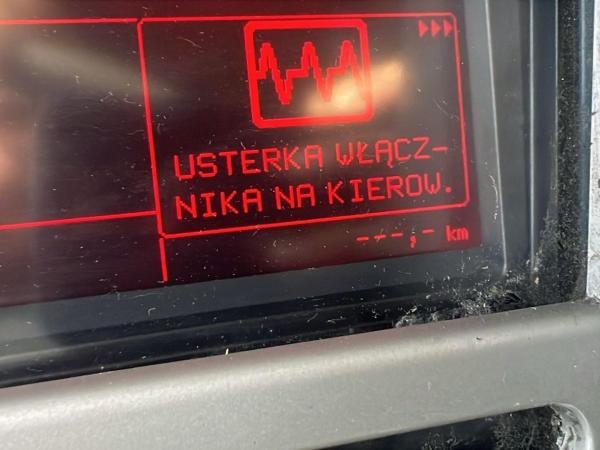 USTERKA WŁĄCZ-
NIKA NA KIEROW.
---,- km